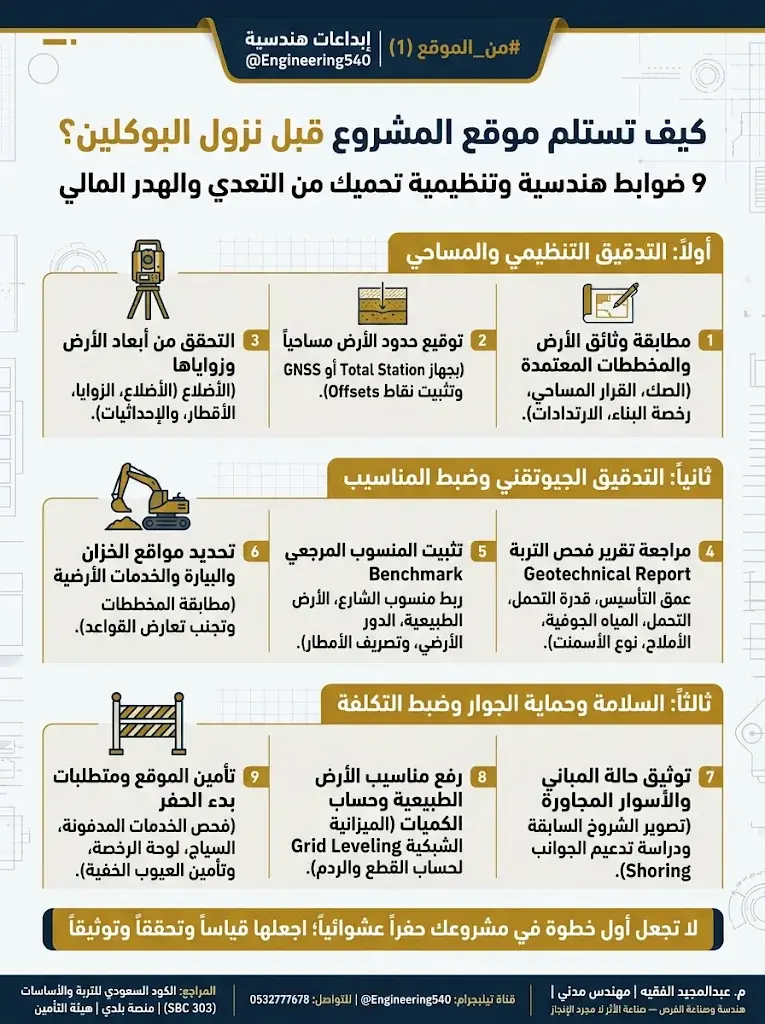 #من_الموقع (1)
إبداعات هندسية
@Engineering540
كيف تستلم موقع المشروع قبل نزول البوكلين؟
9 ضوابط هندسية وتنظيمية تحميك من التعدي والهدر المالي
أولاً: التدقيق التنظيمي والمساحي
1
مطابقة وثائق الأرض
والمخططات المعتمدة
(الصك، القرار المساحي،
رخصة البناء، الارتدادات).
2
توقيع حدود الأرض مساحياً
(بجهاز Total Station أو GNSS
وتثبيت نقاط Offsets).
3
التحقق من أبعاد الأرض
وزواياها
(الأضلاع (الأضلاع، الزوايا،
الأقطار، والإحداثيات).
ثانياً: التدقيق الجيوتقني وضبط المناسيب
4
مراجعة تقرير فحص التربة
Geotechnical Report
عمق التأسيس، قدرة التحمل،
التحمل، المياه الجوفية،
الأملاح، نوع الأسمنت).
5
تثبيت المنسوب المرجعي
Benchmark
ربط منسوب الشارع، الأرض
الطبيعية، الدور
الأرضي، وتصريف الأمطار).
6
تحديد مواقع الخزان
والبيارة والخدمات الأرضية
(مطابقة المخططات
وتجنب تعارض القواعد).
ثالثاً: السلامة وحماية الجوار وضبط التكلفة
7
توثيق حالة المباني
والأسوار المجاورة
(تصوير الشروخ السابقة
ودراسة تدعيم الجوانب
Shoring).
8
رفع مناسيب الأرض
الطبيعية وحساب
الكميات (الميزانية
الشبكية Grid Leveling
لحساب القطع والردم).
9
تأمين الموقع ومتطلبات
بدء الحفر
(فحص الخدمات المدفونة،
السياج، لوحة الرخصة،
وتأمين العيوب الخفية).
لا تجعل أول خطوة في مشروعك حفراً عشوائياً؛ اجعلها قياساً وتحققاً وتوثيقاً
م. عبدالمجيد الفقيه | مهندس مدني |
هندسة وصناعة الفرص — صناعة الأثر لا مجرد الإنجاز
قناة تيليجرام: @Engineering540 | للتواصل: 0532777678
المراجع: الكود السعودي للتربة والأساسات
(SBC 303) | منصة بلدي | هيئة التأمين